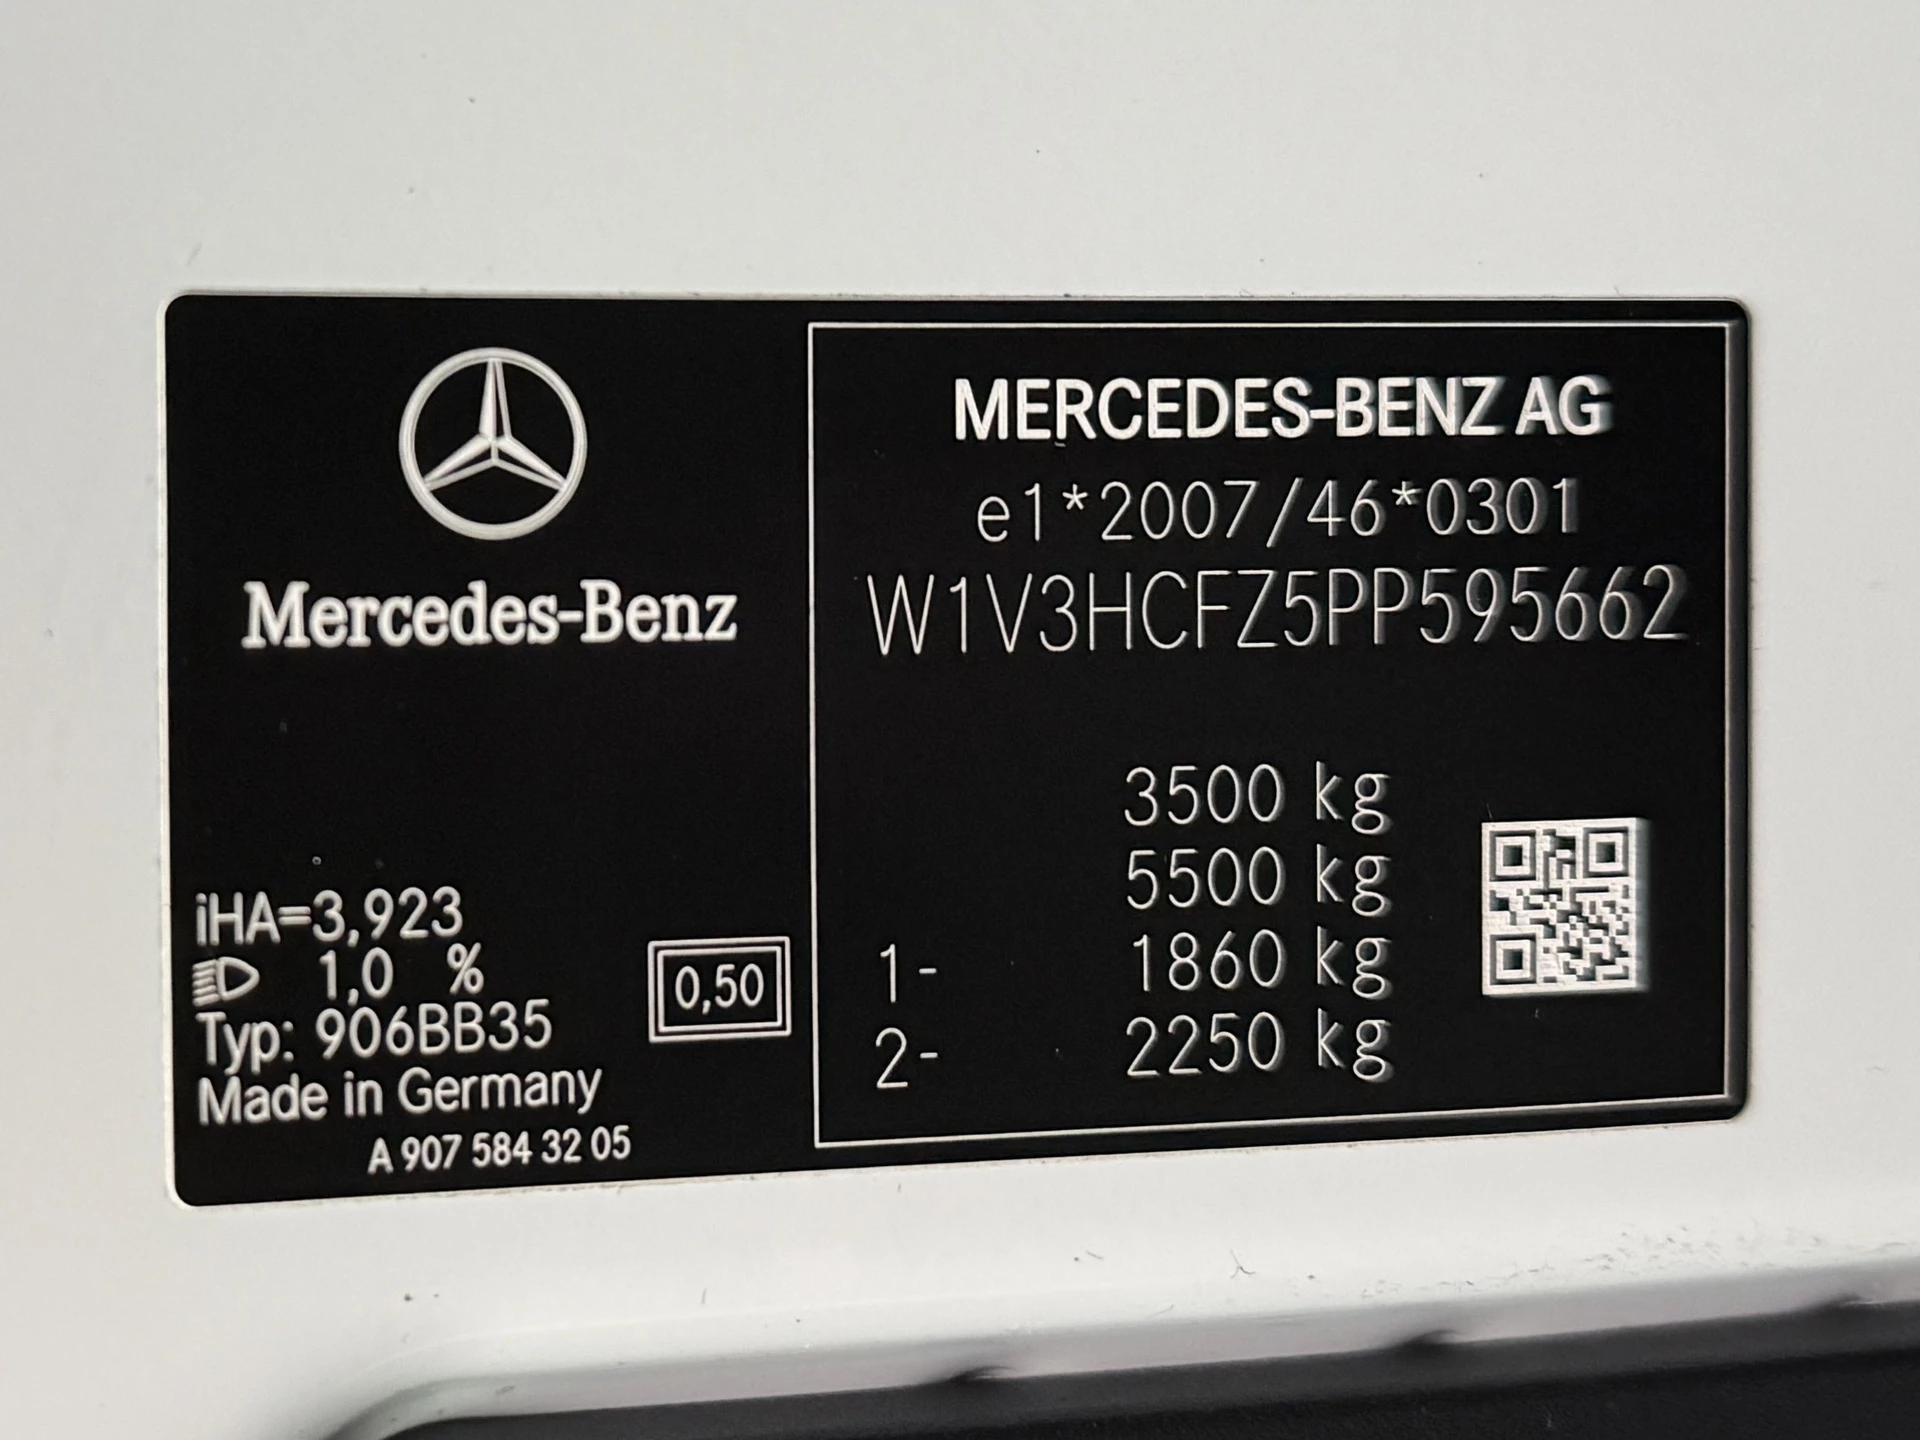 Mercedes-Benz
iHA=3,923
1,0 %
Typ: 906BB35
Made in Germany
A 907 584 32 05
0,50
MERCEDES-BENZ AG
e1*2007/46*0301
W1V3HCFZ5PP595662
3500 kg
5500 kg
1- 1860 kg
2- 2250 kg